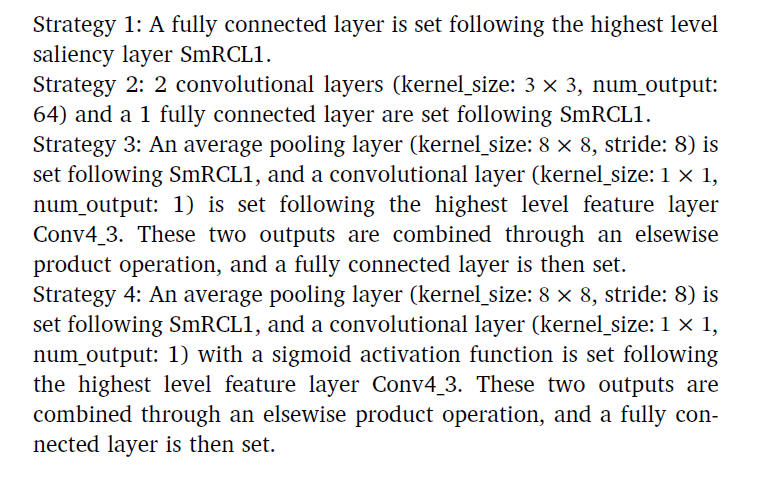 Strategy 1: A fully connected layer is set following the highest level
saliency layer SmRCL1.
Strategy 2: 2 convolutional layers (kernel_size: 3 × 3, num_output:
64) and a 1 fully connected layer are set following SmRCL1.
Strategy 3: An average pooling layer (kernel_size: 8 × 8, stride: 8) is
set following SmRCL1, and a convolutional layer (kernel_size: 1 × 1,
num_output: 1) is set following the highest level feature layer
Conv4_3. These two outputs are combined through an elsewise
product operation, and a fully connected layer is then set.
Strategy 4: An average pooling layer (kernel_size: 8 × 8, stride: 8) is
set following SmRCL1, and a convolutional layer (kernel_size: 1 × 1,
num_output: 1) with a sigmoid activation function is set following
the highest level feature layer Conv4_3. These two outputs are
combined through an elsewise product operation, and a fully con-
nected layer is then set.